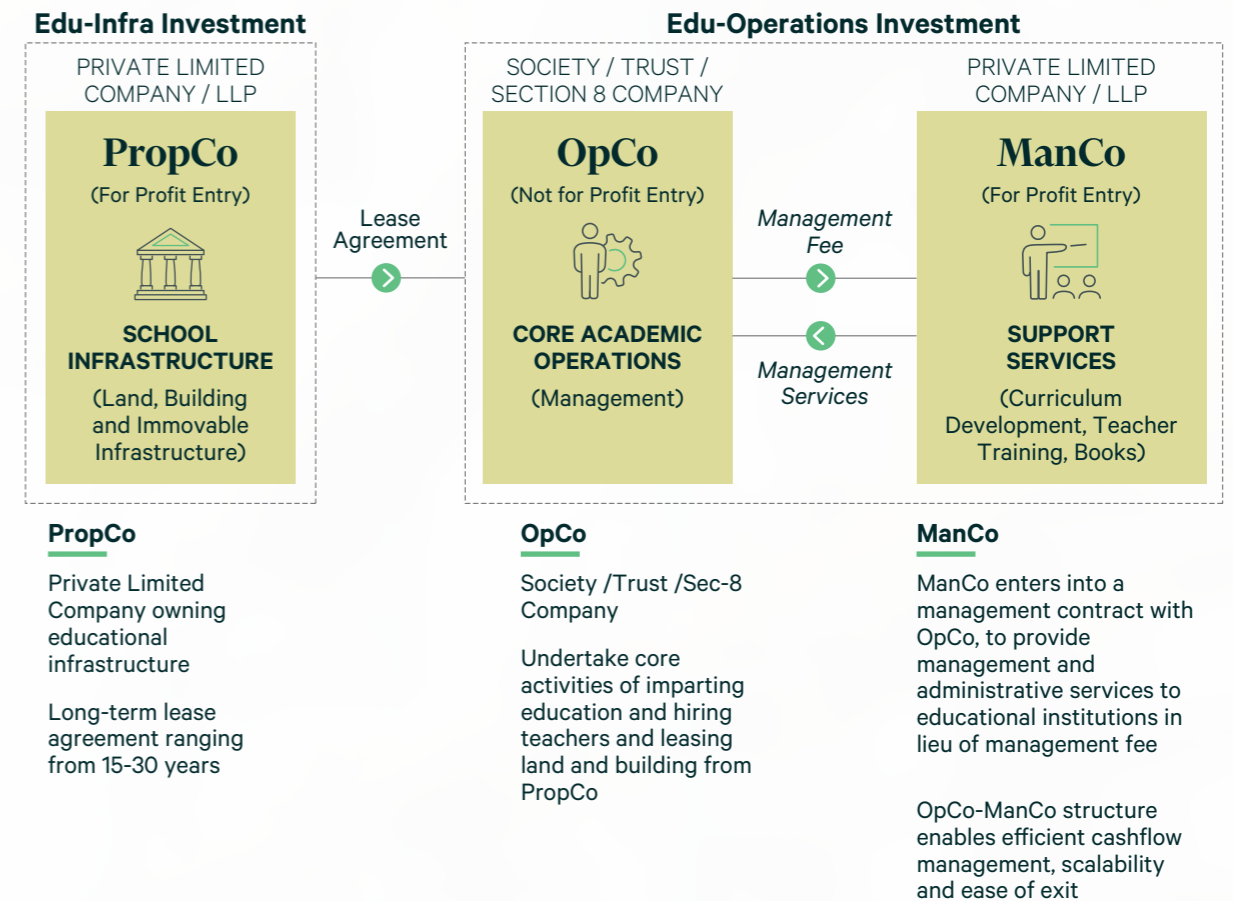 Edu-Infra Investment
PRIVATE LIMITED
COMPANY / LLP
PropCo
(For Profit Entry)
SCHOOL
INFRASTRUCTURE
(Land, Building
and Immovable
Infrastructure)
Lease
Agreement
Edu-Operations Investment
SOCIETY / TRUST /
SECTION 8 COMPANY
OpCo
(Not for Profit Entry)
CORE ACADEMIC
OPERATIONS
(Management)
Management
Fee
Management
Services
PRIVATE LIMITED
COMPANY / LLP
ManCo
(For Profit Entry)
SUPPORT
SERVICES
(Curriculum
Development, Teacher
Training, Books)
PropCo
Private Limited
Company owning
educational
infrastructure
Long-term lease
agreement ranging
from 15-30 years
OpCo
Society /Trust /Sec-8
Company
Undertake core
activities of imparting
education and hiring
teachers and leasing
land and building from
PropCo
ManCo
ManCo enters into a
management contract with
OpCo, to provide
management and
administrative services to
educational institutions in
lieu of management fee
OpCo-ManCo structure
enables efficient cashflow
management, scalability
and ease of exit